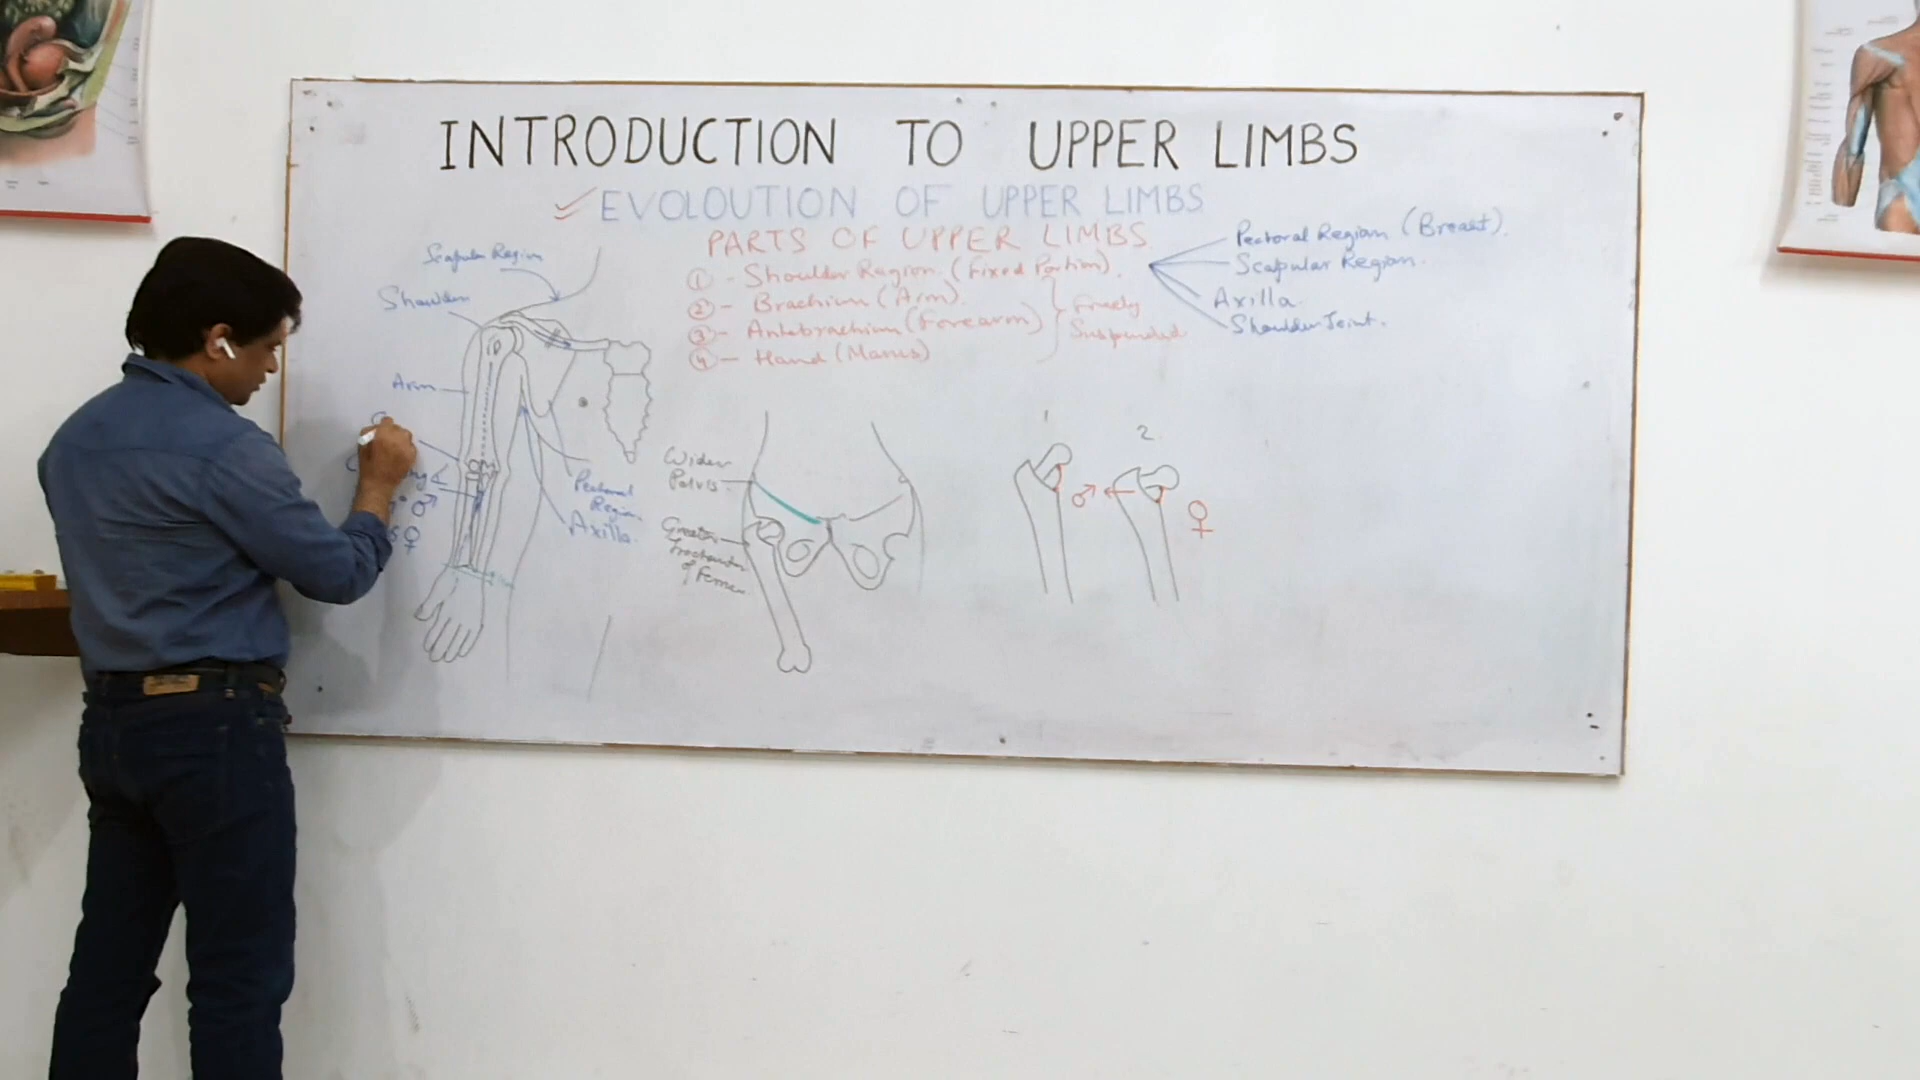 INTRODUCTION TO UPPER LIMBS
EVOLOUTION OF UPPER LIMBS
PARTS OF UPPER LIMBS
① - Shoulder Region. (Fixed Portion).
② - Brachium (Arm).
③ - Antebrachium (Forearm)
④ - Hand (Manus)
Freely
Suspended
Pectoral Region (Breast).
Scapular Region.
Axilla
Shoulder Joint.
Scapular Region
Shoulder
Arm
♂
♀
Pectoral
Region.
Axilla.
Wider
Pelvis.
Greater
trochanter
of Femur
1
♂
2
♀